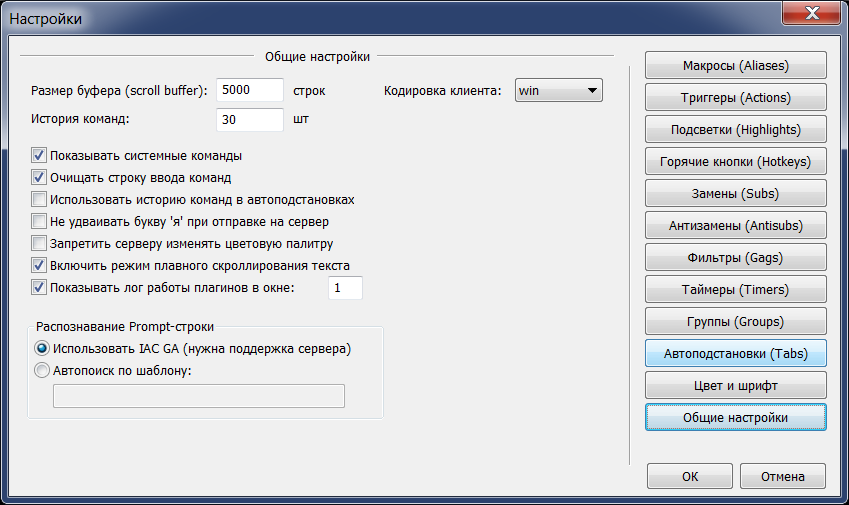 Настройки
Общие настройки
Размер буфера (scroll buffer): 5000 строк Кодировка клиента: win
История команд: 30 шт
Показывать системные команды
Очищать строку ввода команд
Использовать историю команд в автоподстановках
Не удваивать букву 'я' при отправке на сервер
Запретить серверу изменять цветовую палитру
Включить режим плавного скроллирования текста
Показывать лог работы плагинов в окне: 1
Распознавание Prompt-строки
Использовать IAC GA (нужна поддержка сервера)
Автопоиск по шаблону:
Макросы (Aliases)
Триггеры (Actions)
Подсветки (Highlights)
Горячие кнопки (Hotkeys)
Замены (Subs)
Антизамены (Antisubs)
Фильтры (Gags)
Таймеры (Timers)
Группы (Groups)
Автоподстановки (Tabs)
Цвет и шрифт
Общие настройки
ОК Отмена